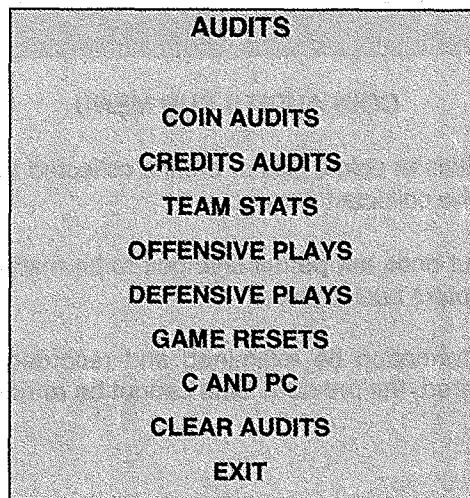 AUDITS
COIN AUDITS
CREDITS AUDITS
TEAM STATS
OFFENSIVE PLAYS
DEFENSIVE PLAYS
GAME RESETS
C AND PC
CLEAR AUDITS
EXIT